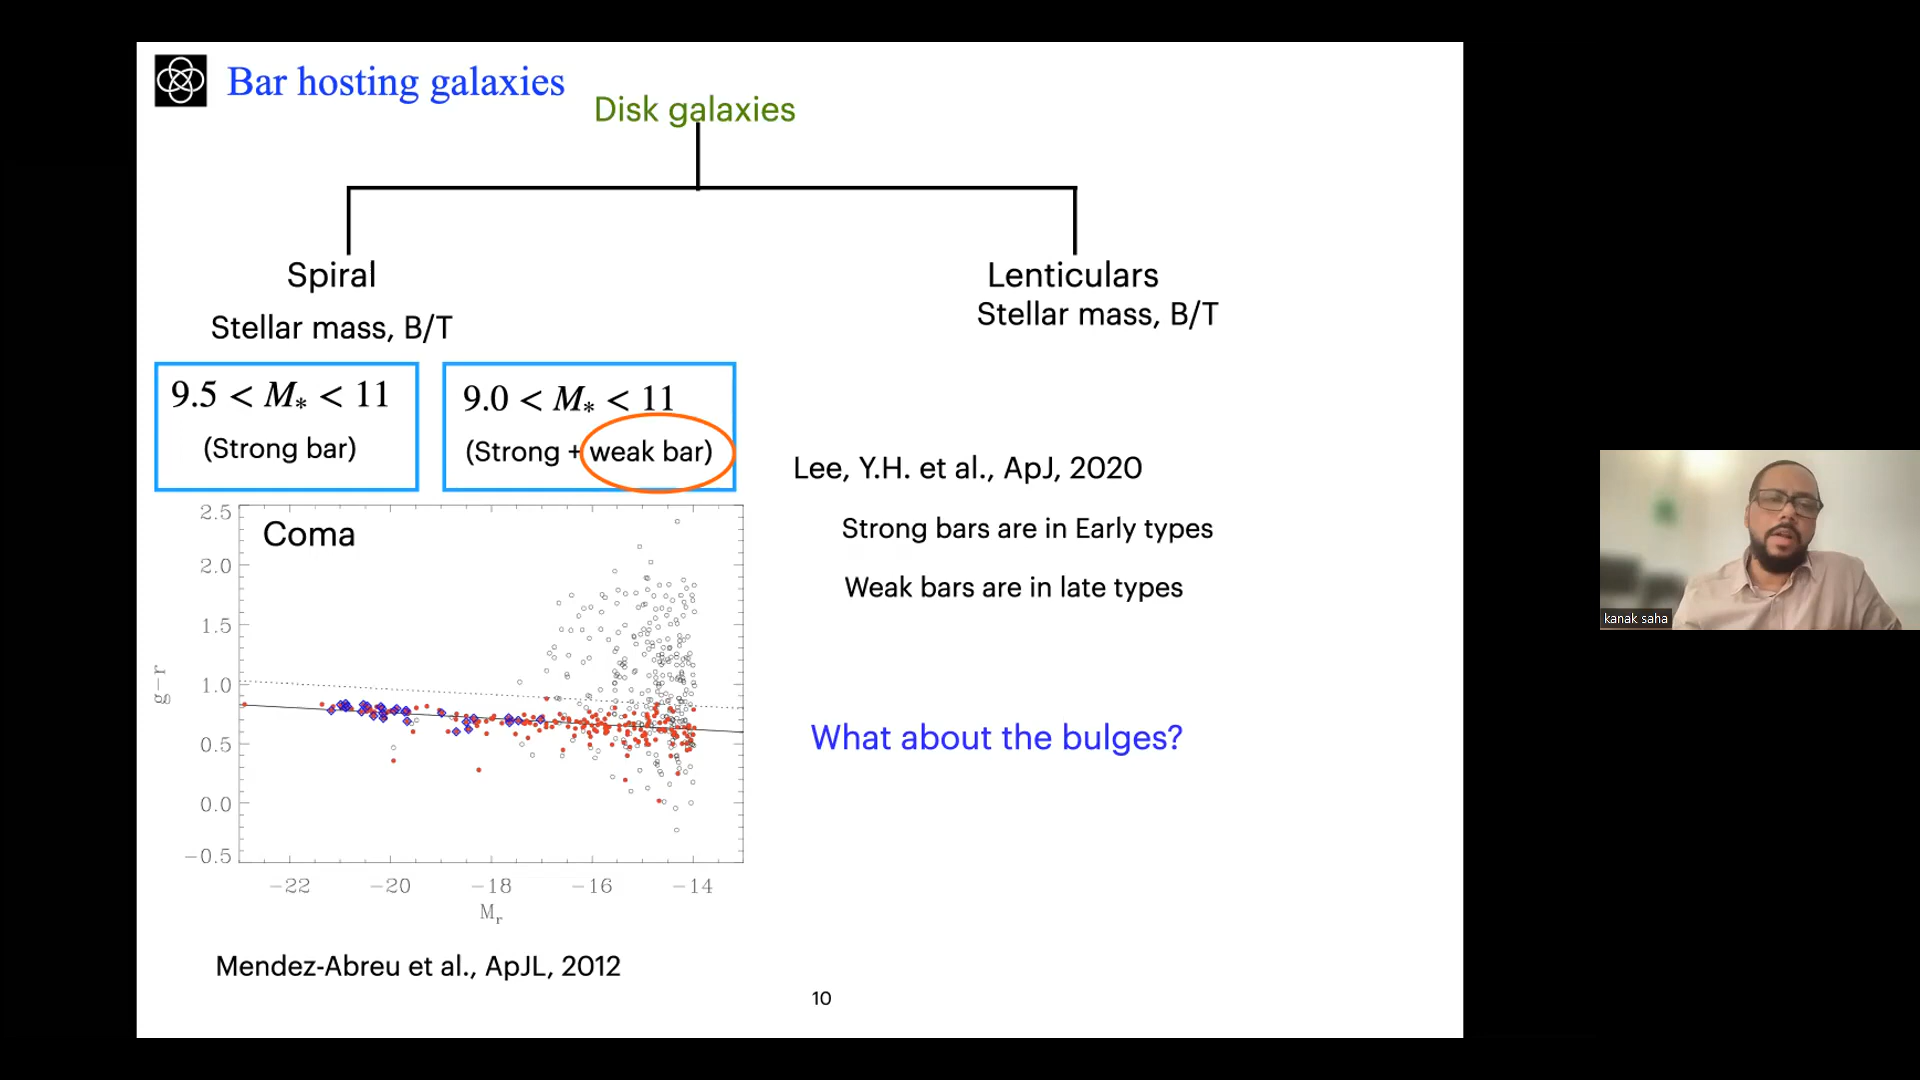 Bar hosting galaxies
Disk galaxies
Spiral
Lenticulars
Stellar mass, B/T
Stellar mass, B/T
9.5 < M* < 11
(Strong bar)
9.0 < M* < 11
(Strong + weak bar)
Lee, Y.H. et al., ApJ, 2020
Strong bars are in Early types
Weak bars are in late types
What about the bulges?
Coma
2.5
2.0
1.5
1.0
0.5
0.0
−0.5
g−r
−22 −20 −18 −16 −14
Mr
Mendez-Abreu et al., ApJL, 2012
10
kanak saha